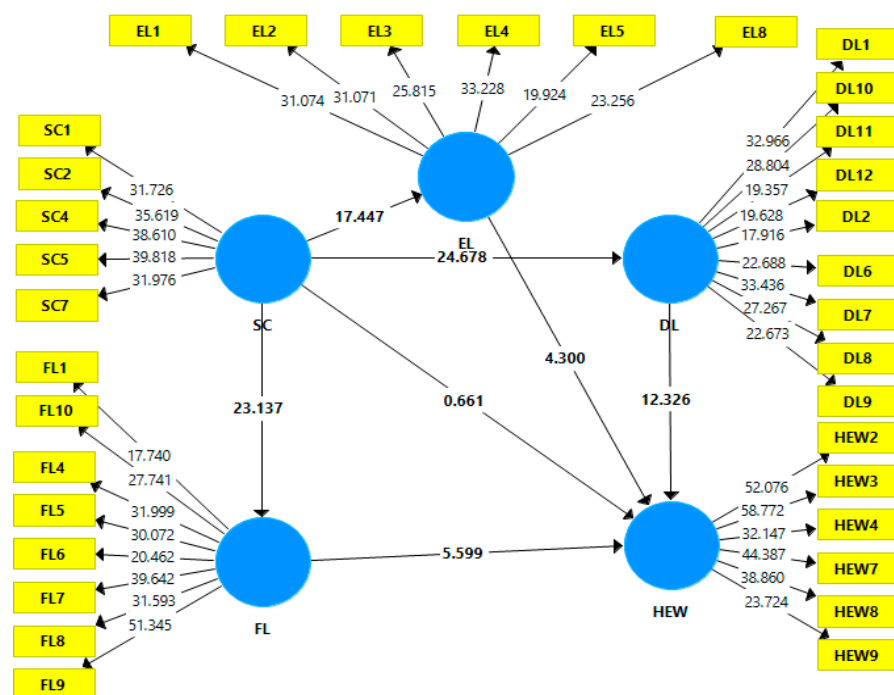 EL1
EL2
EL3
EL4
EL5
EL8
31.074
31.071
25.815
33.228
19.924
23.256
EL
SC1
SC2
SC4
SC5
SC7
31.726
35.619
38.610
39.818
31.976
SC
17.447
24.678
23.137
0.661
4.300
12.326
5.599
DL1
DL10
DL11
DL12
DL2
DL6
DL7
DL8
DL9
32.966
28.804
19.357
19.628
17.916
22.688
33.436
27.267
22.673
DL
FL1
FL10
FL4
FL5
FL6
FL7
FL8
FL9
17.740
27.741
31.999
30.072
20.462
39.642
31.593
51.345
FL
HEW2
HEW3
HEW4
HEW7
HEW8
HEW9
52.076
58.772
32.147
44.387
38.860
23.724
HEW